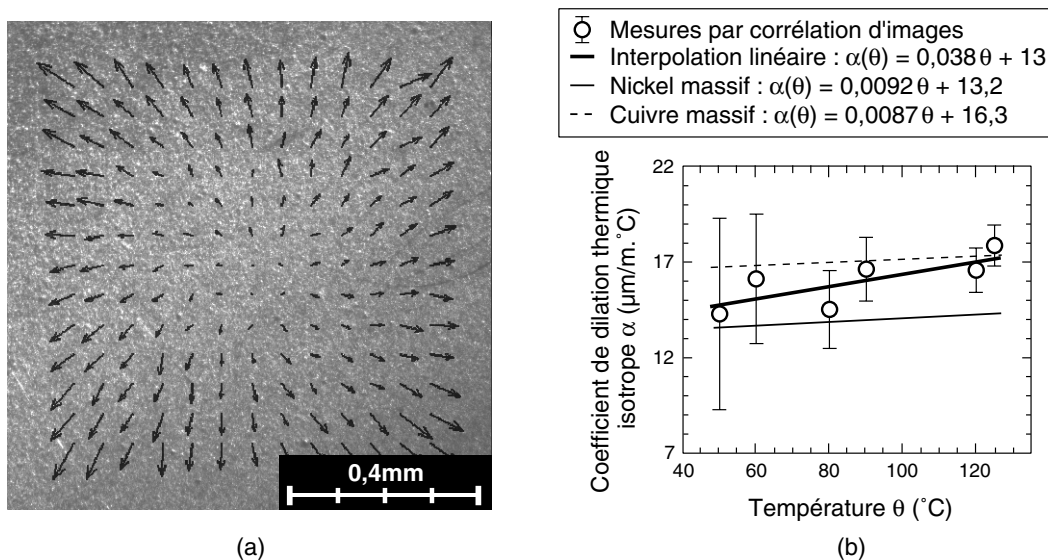 0,4mm
(a)
Mesures par corrélation d'images
Interpolation linéaire : α(θ) = 0,038 θ + 13
Nickel massif : α(θ) = 0,0092 θ + 13,2
Cuivre massif : α(θ) = 0,0087 θ + 16,3
Coefficient de dilation thermique
isotrope α (µm/m.˚C)
22
17
12
7
40 60 80 100 120
Température θ (˚C)
(b)